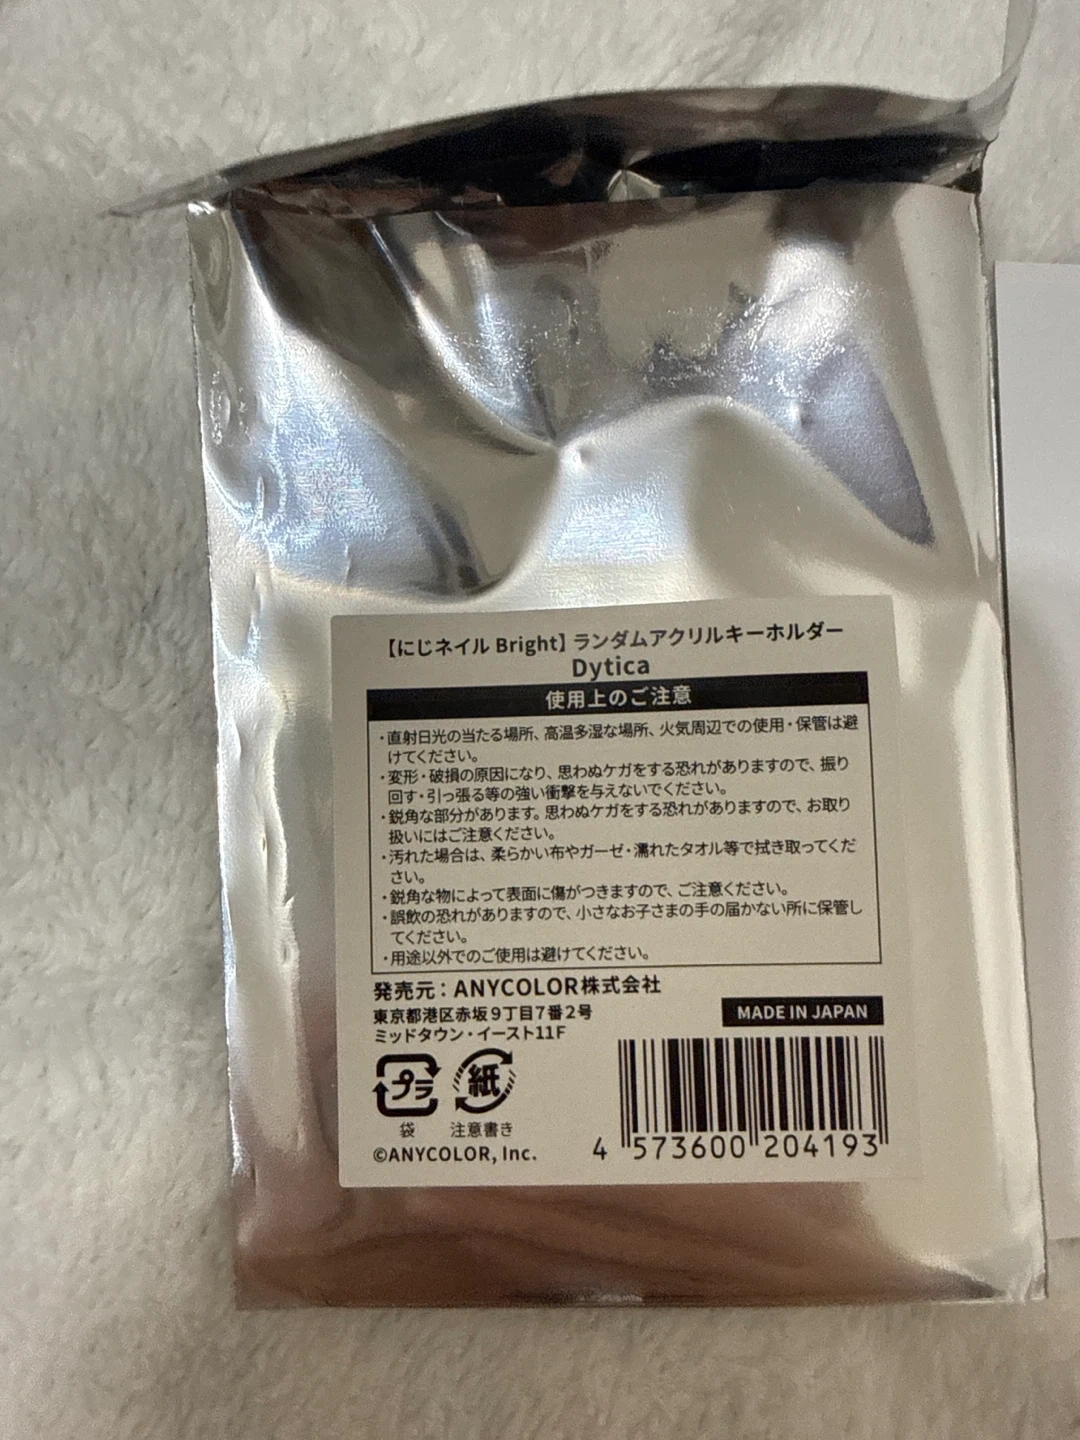 【にじネイル Bright】ランダムアクリルキーホルダー
Dytica
使用上のご注意
・直射日光の当たる場所、高温多湿な場所、火気周辺での使用・保管は避
けてください。
・変形・破損の原因になり、思わぬケガをする恐れがありますので、振り
回す・引っ張る等の強い衝撃を与えないでください。
・鋭角な部分があります。思わぬケガをする恐れがありますので、お取り
扱いにはご注意ください。
・汚れた場合は、柔らかい布やガーゼ・濡れたタオル等で拭き取ってくだ
さい。
・鋭角な物によって表面に傷がつきますので、ご注意ください。
・誤飲の恐れがありますので、小さなお子さまの手の届かない所に保管し
てください。
・用途以外でのご使用は避けてください。
発売元：ANYCOLOR株式会社
東京都港区赤坂9丁目7番2号
ミッドタウン・イースト11F
MADE IN JAPAN
プラ
紙
袋
注意書き
©ANYCOLOR, Inc.
4 573600 204193